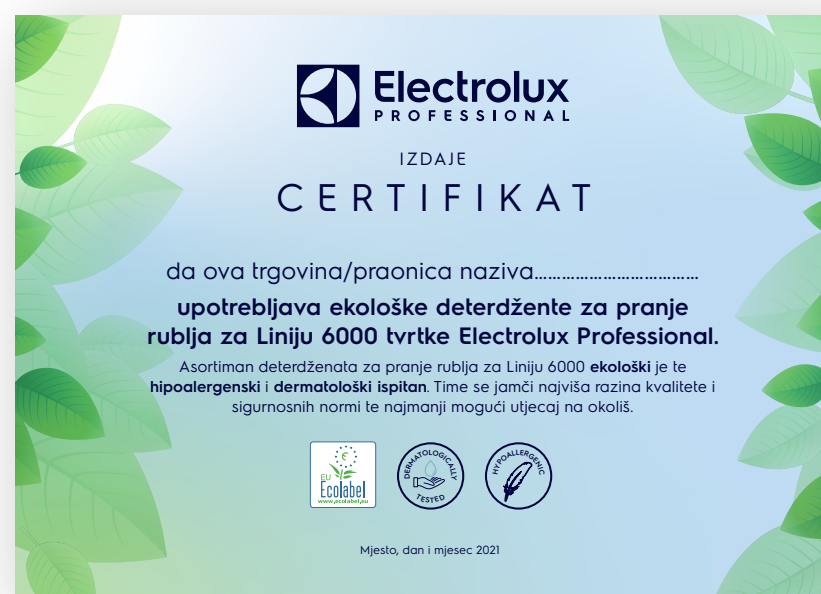 Electrolux
PROFESSIONAL
IZDAJE
CERTIFIKAT
da ova trgovina/praonica naziva.................................
upotrebljava ekološke deterdžente za pranje
rublja za Liniju 6000 tvrtke Electrolux Professional.
Asortiman deterdženata za pranje rublja za Liniju 6000 ekološki je te
hipoalergenski i dermatološki ispitan. Time se jamči najviša razina kvalitete i
sigurnosnih normi te najmanji mogući utjecaj na okoliš.
EU
Ecolabel
www.ecolabel.eu
DERMATOLOGICALLY
TESTED
HYPOALLERGENIC
Mjesto, dan i mjesec 2021